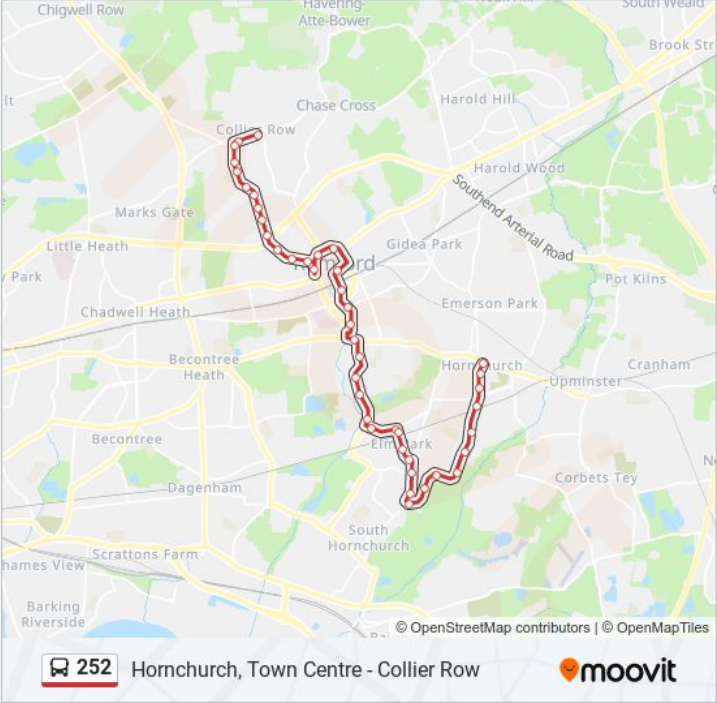 Chigwell Row
Havering-
Atte-Bower
South Weald
Brook Str
Chase Cross
Harold Hill
Collier Row
Harold Wood
Southend Arterial Road
Marks Gate
Little Heath
Gidea Park
y Park
Pot Kilns
Chadwell Heath
Emerson Park
Becontree
Heath
Hornchurch
Cranham
Upminster
Becontree
Elm Park
Corbets Tey
Dagenham
South
Hornchurch
Scrattons Farm
hames View
Barking
Riverside
© OpenStreetMap contributors | © OpenMapTiles
252 Hornchurch, Town Centre - Collier Row
moovit